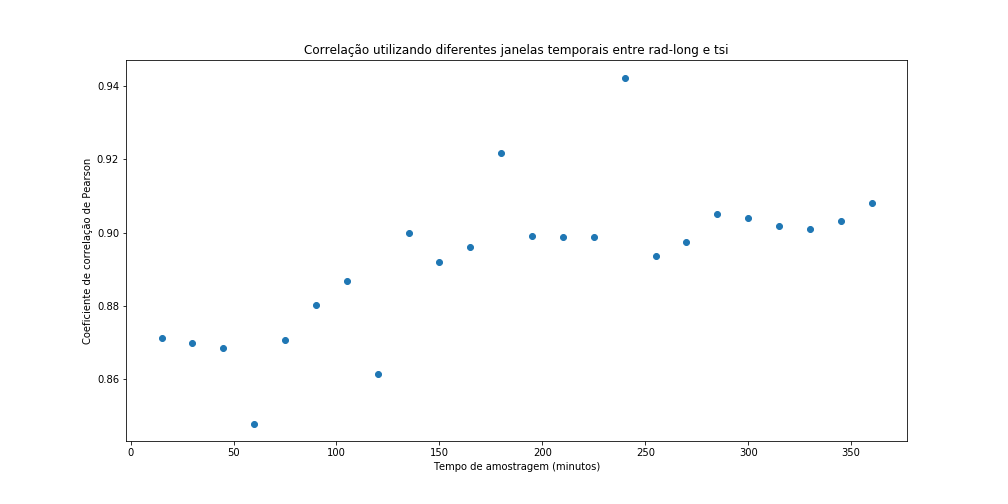 Correlação utilizando diferentes janelas temporais entre rad-long e tsi
Coeficiente de correlação de Pearson
0.94
0.92
0.90
0.88
0.86
0 50 100 150 200 250 300 350
Tempo de amostragem (minutos)